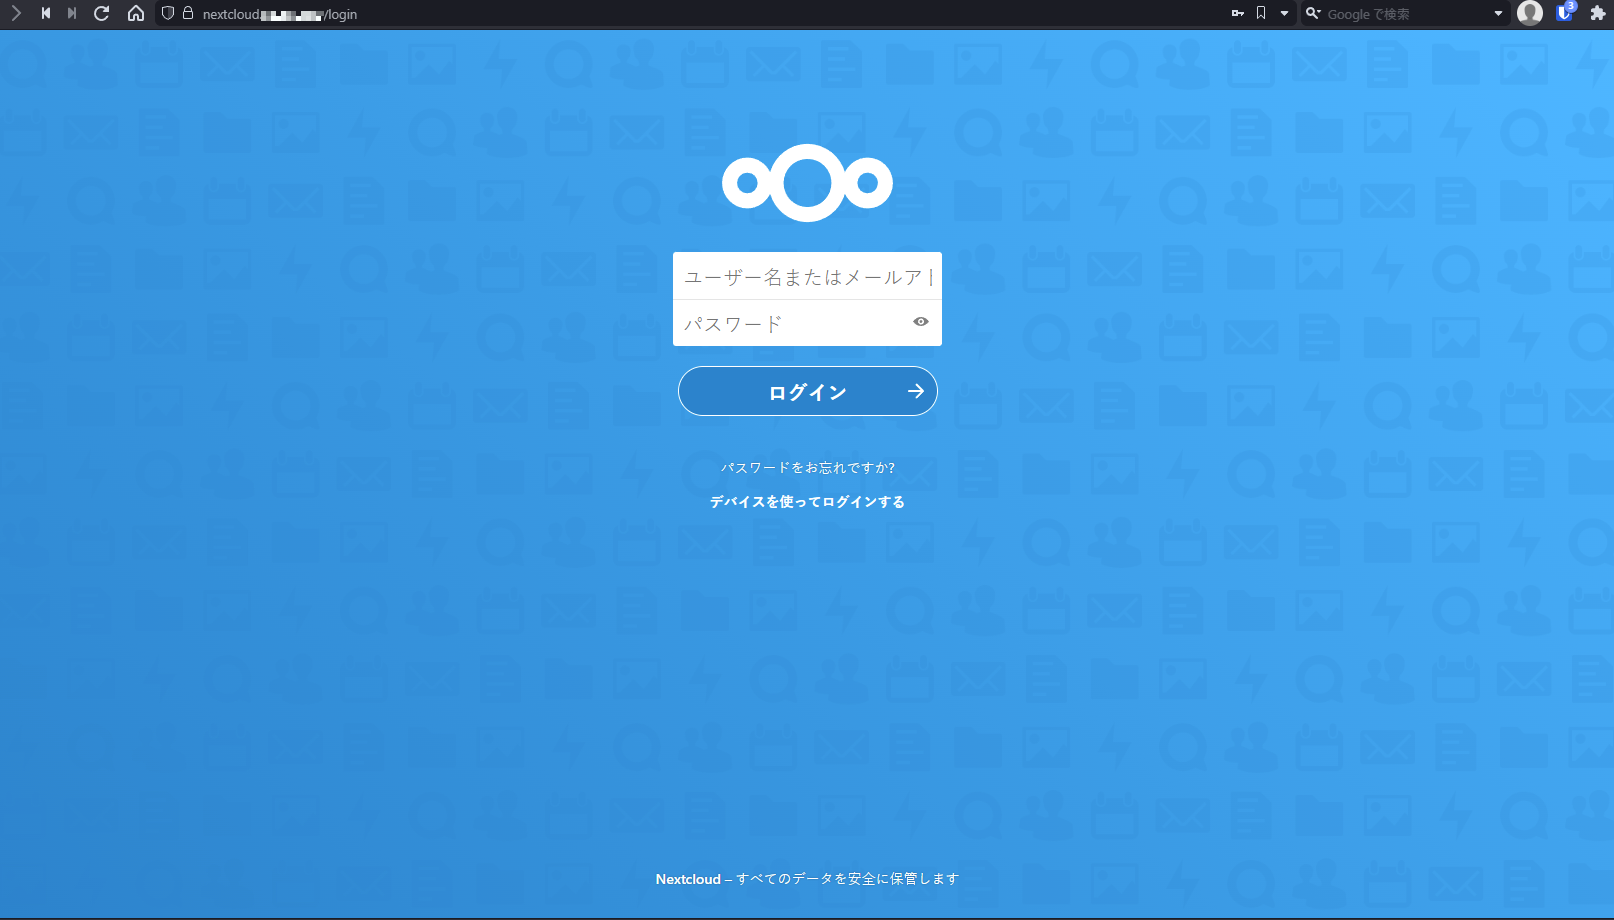 nextcloud. /login
Google で検索
3
ユーザー名またはメールアド
パスワード
ログイン
パスワードをお忘れですか?
デバイスを使ってログインする
Nextcloud – すべてのデータを安全に保管します